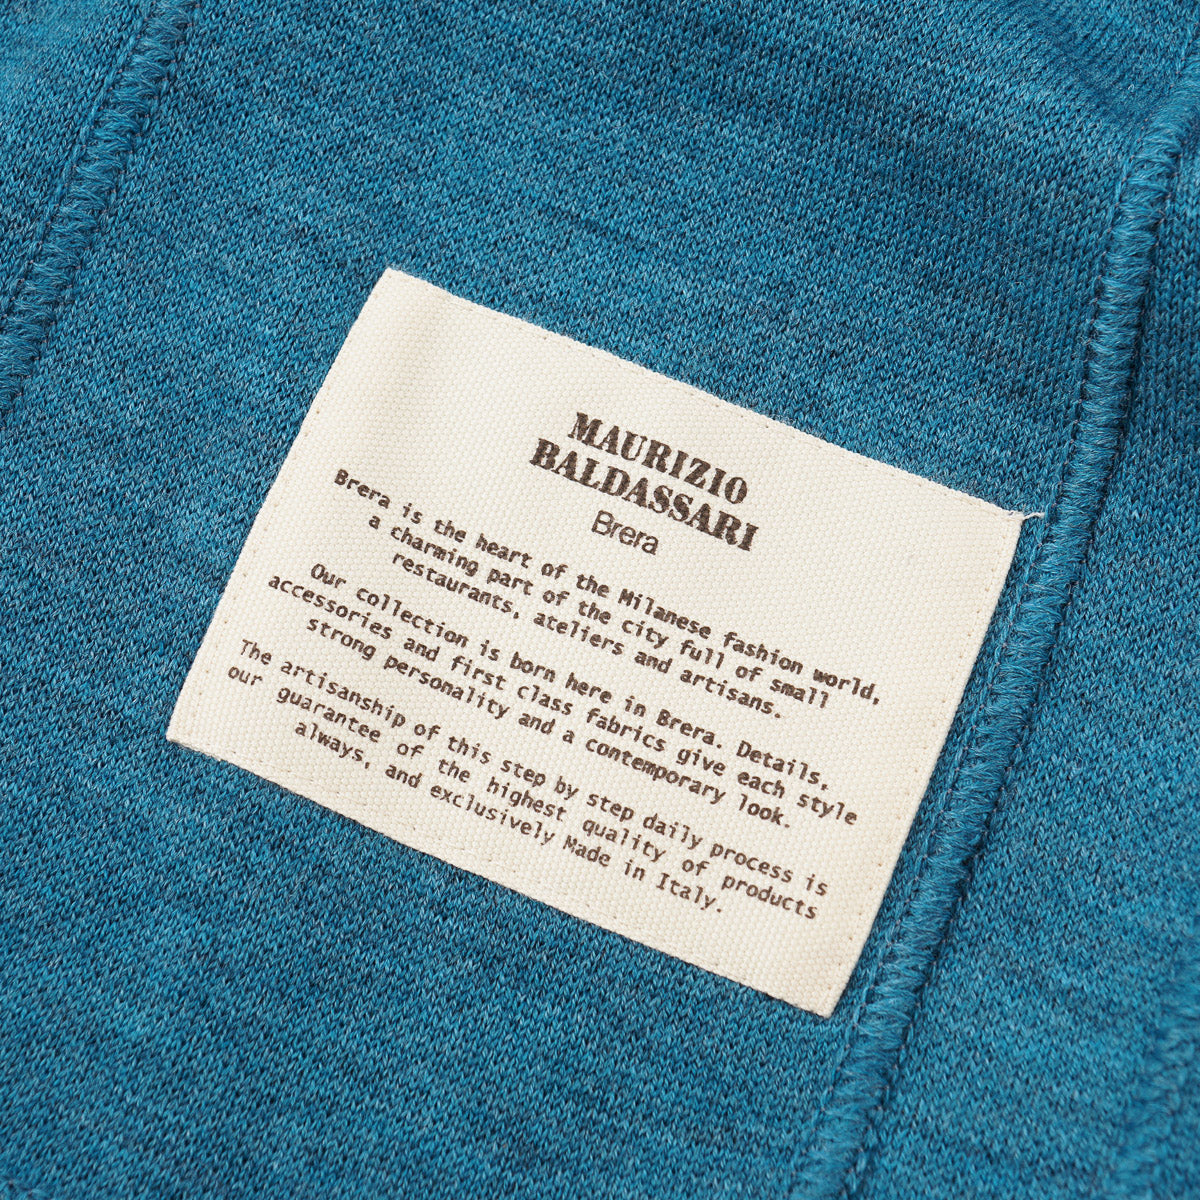 MAURIZIO
BALDASSARI
Brera
Brera is the heart of the Milanese fashion world,
a charming part of the city full of small
restaurants, ateliers and artisans.
Our collection is born here in Brera. Details,
accessories and first class fabrics give each style
strong personality and a contemporary look.
The artisanship of this step by step daily process is
our guarantee of the highest quality of products
always, and exclusively Made in Italy.